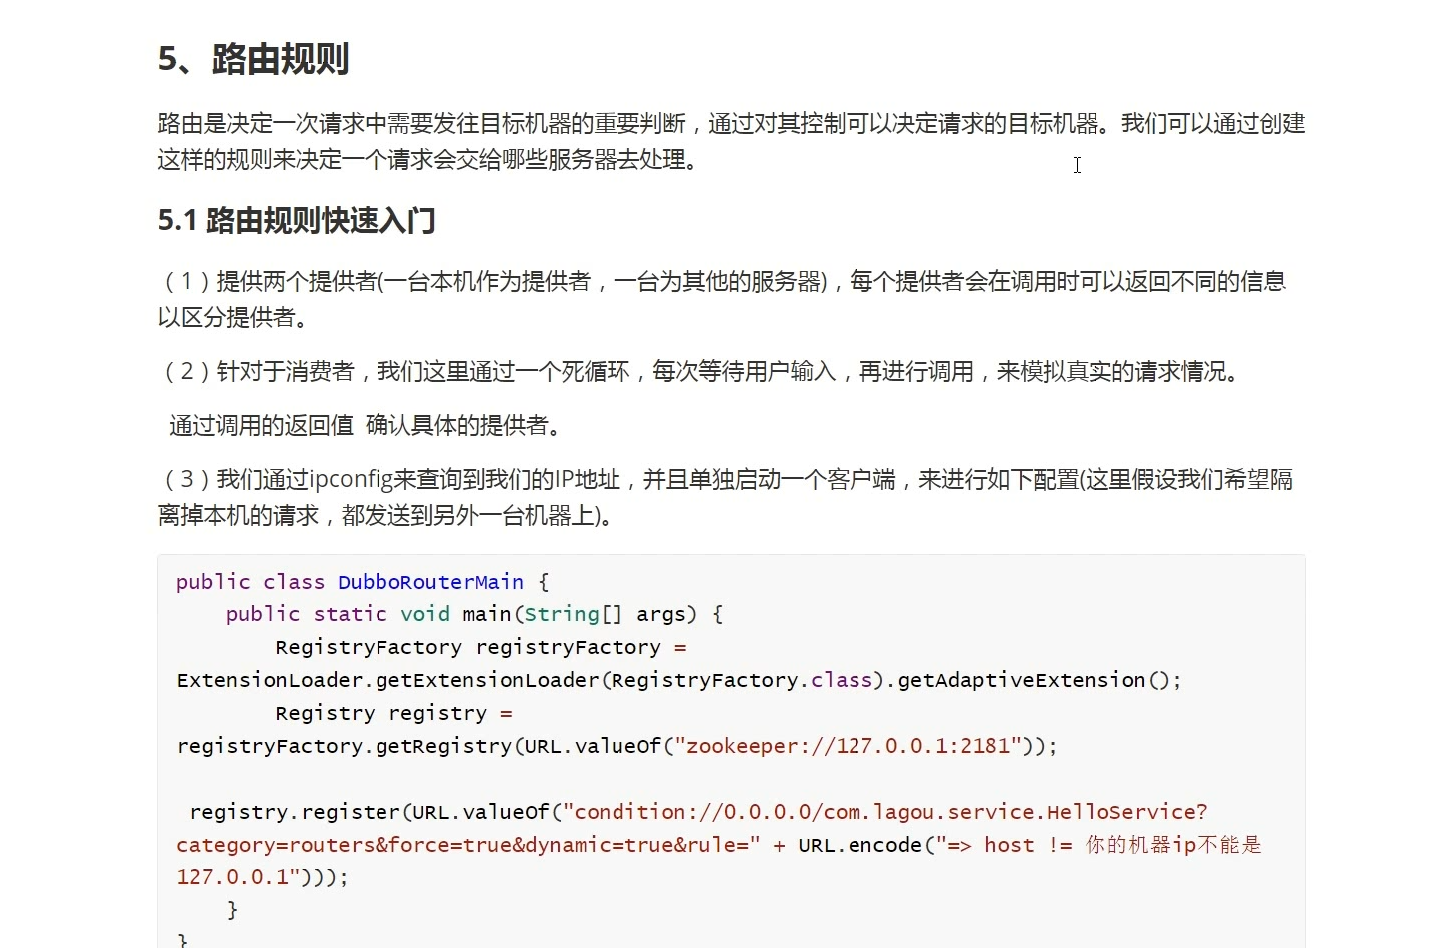 5、路由规则
路由是决定一次请求中需要发往目标机器的重要判断，通过对其控制可以决定请求的目标机器。我们可以通过创建
这样的规则来决定一个请求会交给哪些服务器去处理。
5.1 路由规则快速入门
（1）提供两个提供者(一台本机作为提供者，一台为其他的服务器)，每个提供者会在调用时可以返回不同的信息
以区分提供者。
（2）针对于消费者，我们这里通过一个死循环，每次等待用户输入，再进行调用，来模拟真实的请求情况。
通过调用的返回值 确认具体的提供者。
（3）我们通过ipconfig来查询到我们的IP地址，并且单独启动一个客户端，来进行如下配置(这里假设我们希望隔
离掉本机的请求，都发送到另外一台机器上)。
public class DubboRouterMain {
    public static void main(String[] args) {
        RegistryFactory registryFactory =
ExtensionLoader.getExtensionLoader(RegistryFactory.class).getAdaptiveExtension();
        Registry registry =
registryFactory.getRegistry(URL.valueOf("zookeeper://127.0.0.1:2181"));
 registry.register(URL.valueOf("condition://0.0.0.0/com.lagou.service.HelloService?
category=routers&force=true&dynamic=true&rule=" + URL.encode("=> host != 你的机器ip不能是
127.0.0.1")));
    }
}